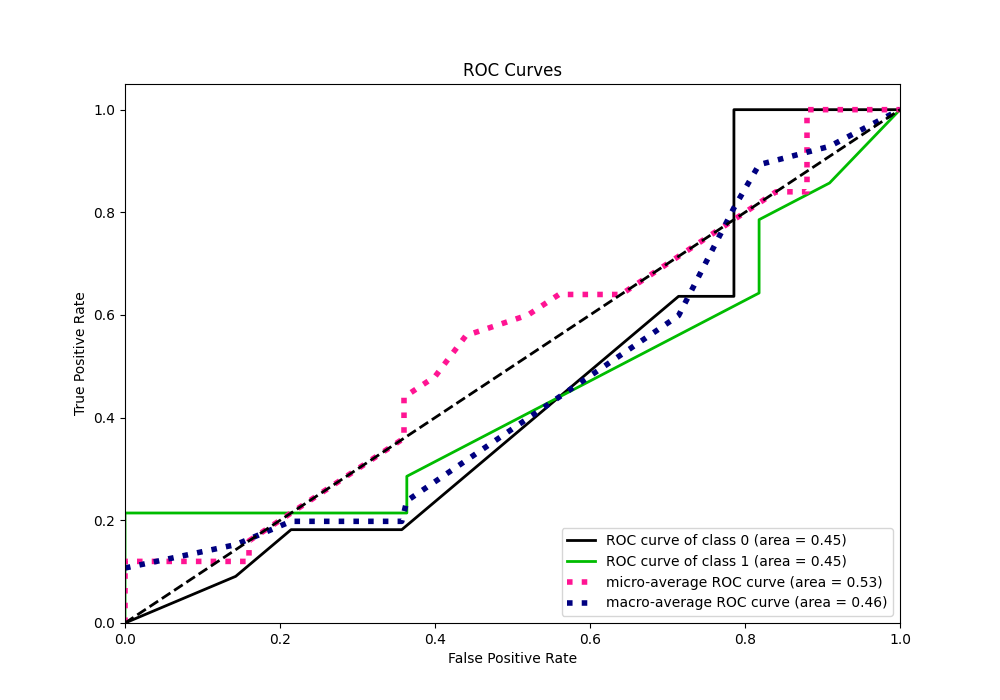 ROC Curves
1.0
0.8
0.6
0.4
0.2
0.0
True Positive Rate
ROC curve of class 0 (area = 0.45)
ROC curve of class 1 (area = 0.45)
micro-average ROC curve (area = 0.53)
macro-average ROC curve (area = 0.46)
0.0 0.2 0.4 0.6 0.8 1.0
False Positive Rate